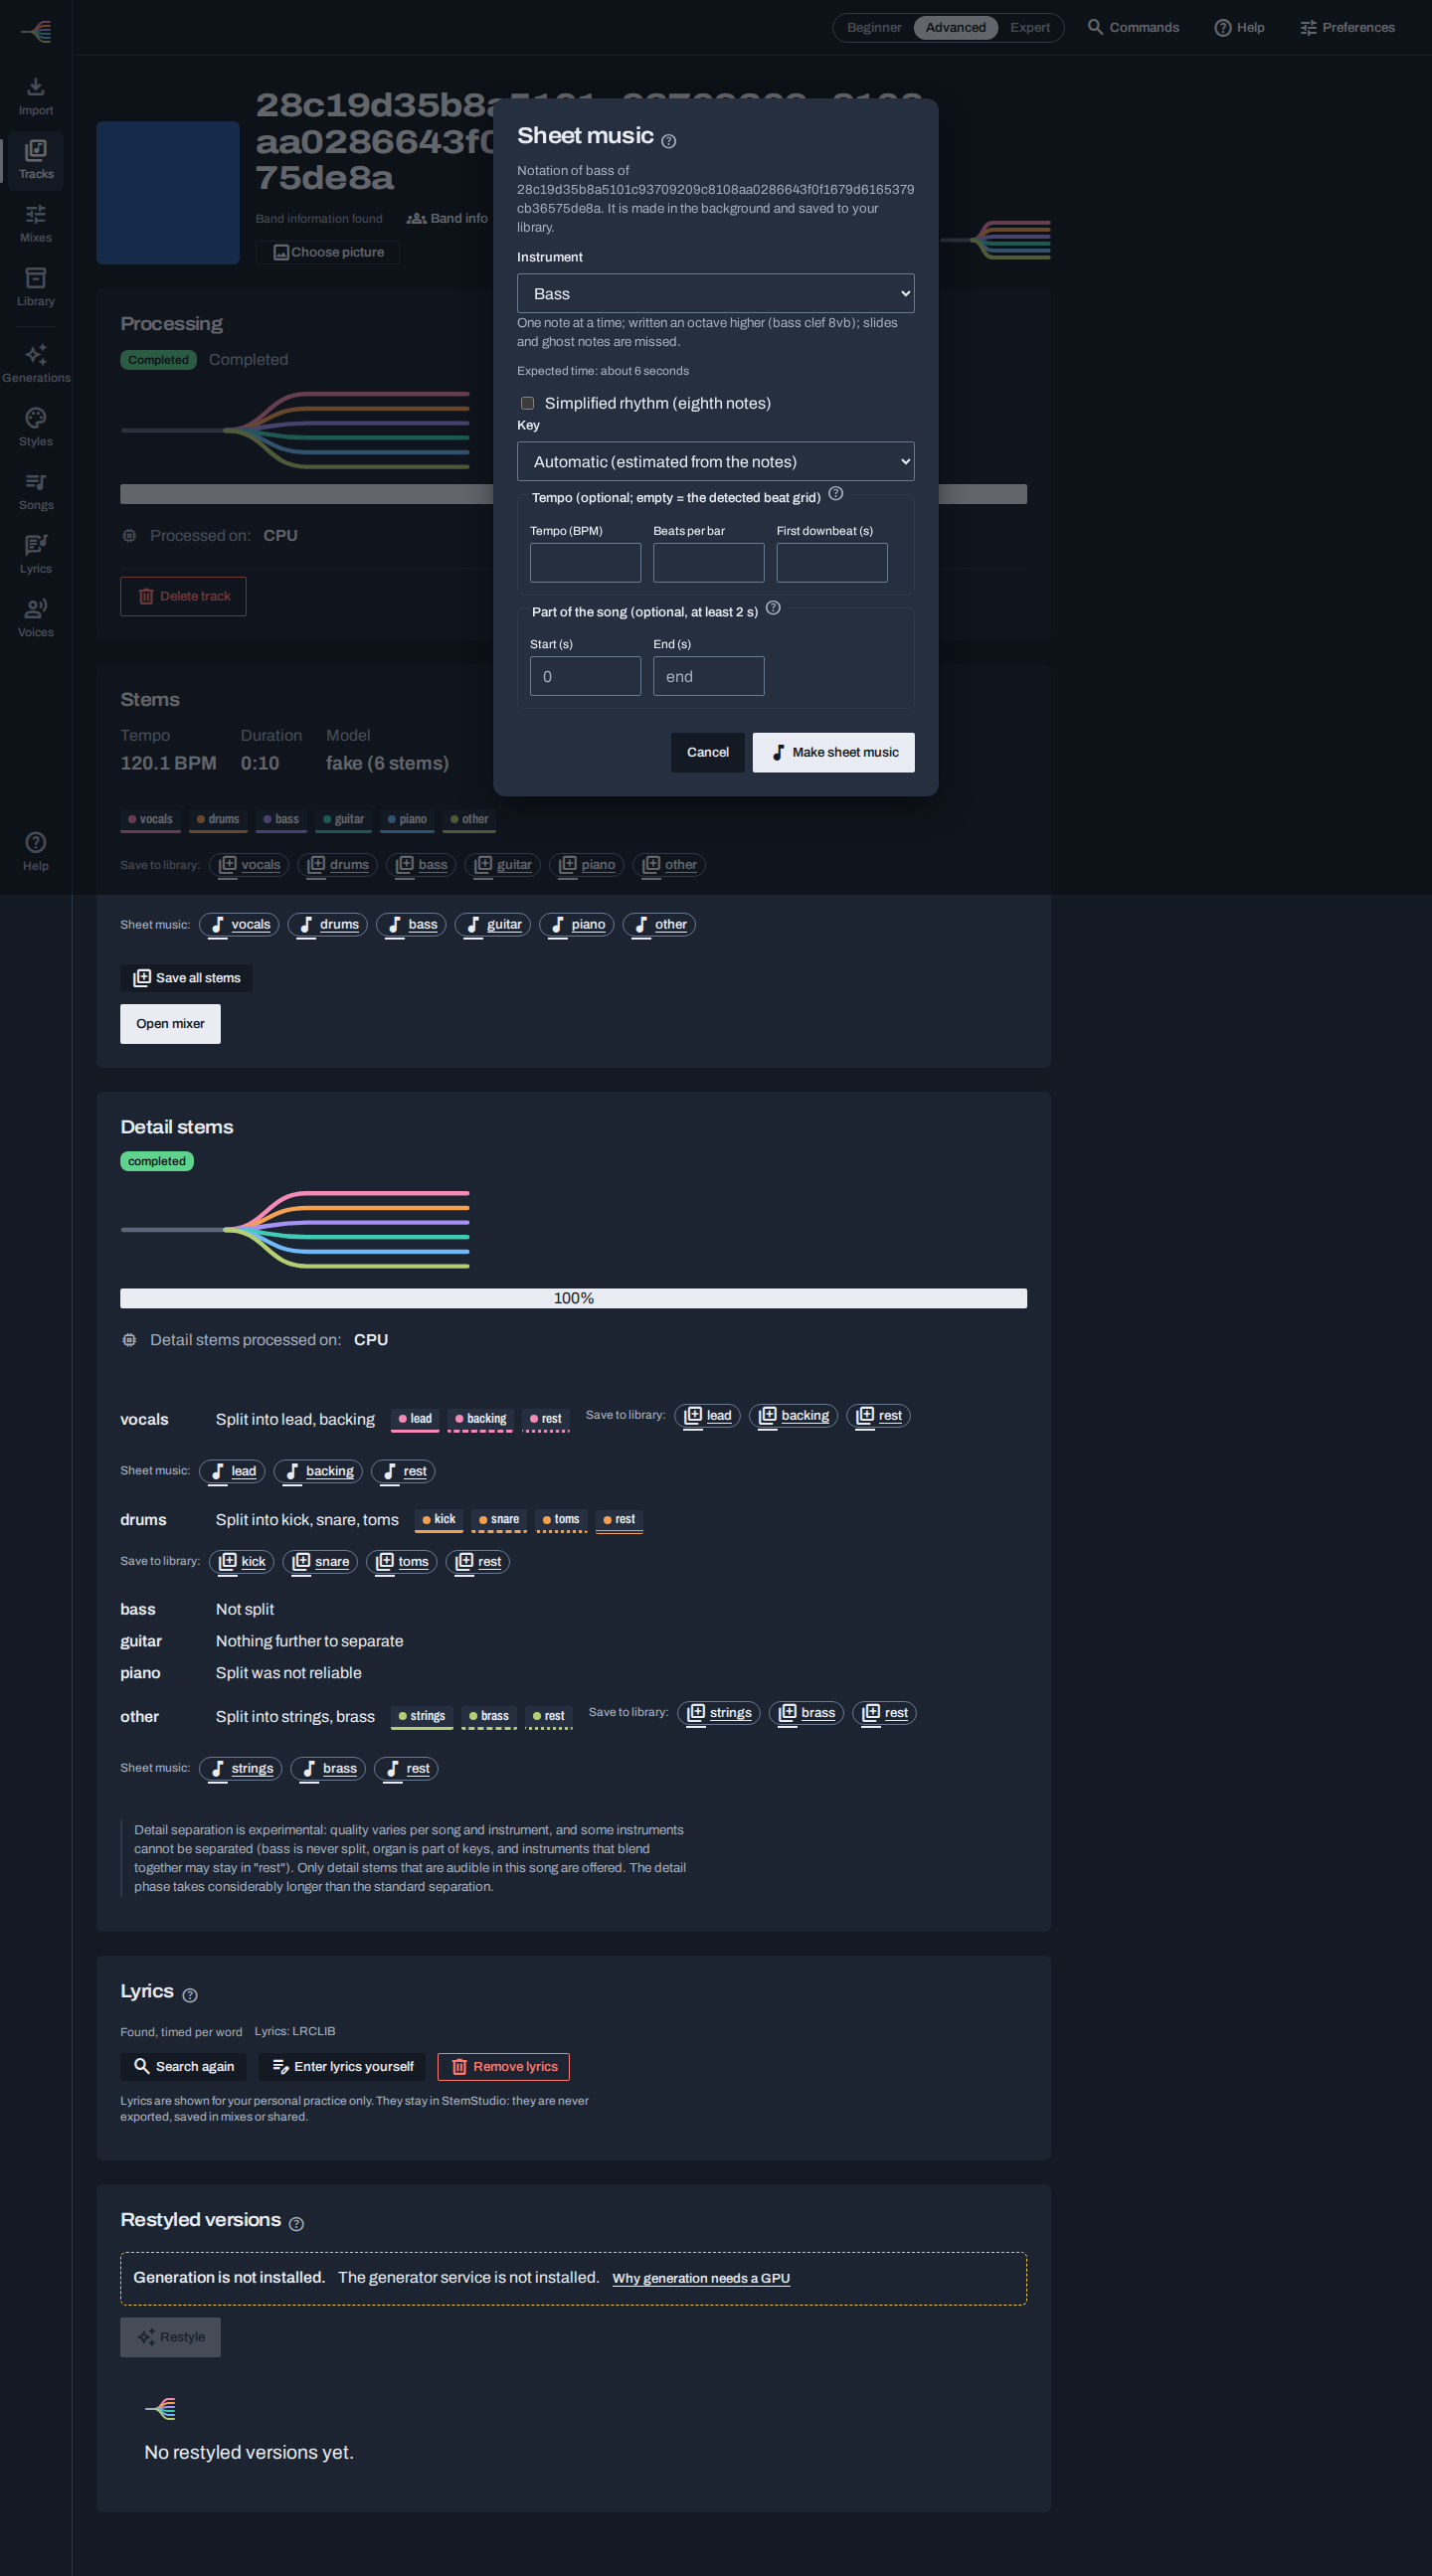 Beginner
Advanced
Expert
Commands
Help
Preferences
Import
Tracks
Mixes
Library
Generations
Styles
Songs
Lyrics
Voices
Help
aa0286643f
75de8a
Band information found
Band info
Choose picture
Processing
Completed
Completed
Processed on: CPU
Delete track
Stems
Tempo
120.1 BPM
Duration
0:10
Model
fake (6 stems)
vocals
drums
bass
guitar
piano
other
Save to library:
vocals
drums
bass
guitar
piano
other
Sheet music
Notation of bass of
28c19d35b8a5101c93709209c8108aa0286643f0f1679d6165379
cb36575de8a. It is made in the background and saved to your
library.
Instrument
Bass
One note at a time; written an octave higher (bass clef 8vb); slides
and ghost notes are missed.
Expected time: about 6 seconds
Simplified rhythm (eighth notes)
Key
Automatic (estimated from the notes)
Tempo (optional; empty = the detected beat grid)
Tempo (BPM)
Beats per bar
First downbeat (s)
Part of the song (optional, at least 2 s)
Start (s)
0
End (s)
end
Cancel
Make sheet music
Sheet music:
vocals
drums
bass
guitar
piano
other
Save all stems
Open mixer
Detail stems
completed
100%
Detail stems processed on: CPU
vocals
Split into lead, backing
lead
backing
rest
Save to library:
lead
backing
rest
Sheet music:
lead
backing
rest
drums
Split into kick, snare, toms
kick
snare
toms
rest
Save to library:
kick
snare
toms
rest
bass
Not split
guitar
Nothing further to separate
piano
Split was not reliable
other
Split into strings, brass
strings
brass
rest
Save to library:
strings
brass
rest
Sheet music:
strings
brass
rest
Detail separation is experimental: quality varies per song and instrument, and some instruments
cannot be separated (bass is never split, organ is part of keys, and instruments that blend
together may stay in "rest"). Only detail stems that are audible in this song are offered. The detail
phase takes considerably longer than the standard separation.
Lyrics
Found, timed per word
Lyrics: LRCLIB
Search again
Enter lyrics yourself
Remove lyrics
Lyrics are shown for your personal practice only. They stay in StemStudio: they are never
exported, saved in mixes or shared.
Restyled versions
Generation is not installed. The generator service is not installed. Why generation needs a GPU
Restyle
No restyled versions yet.